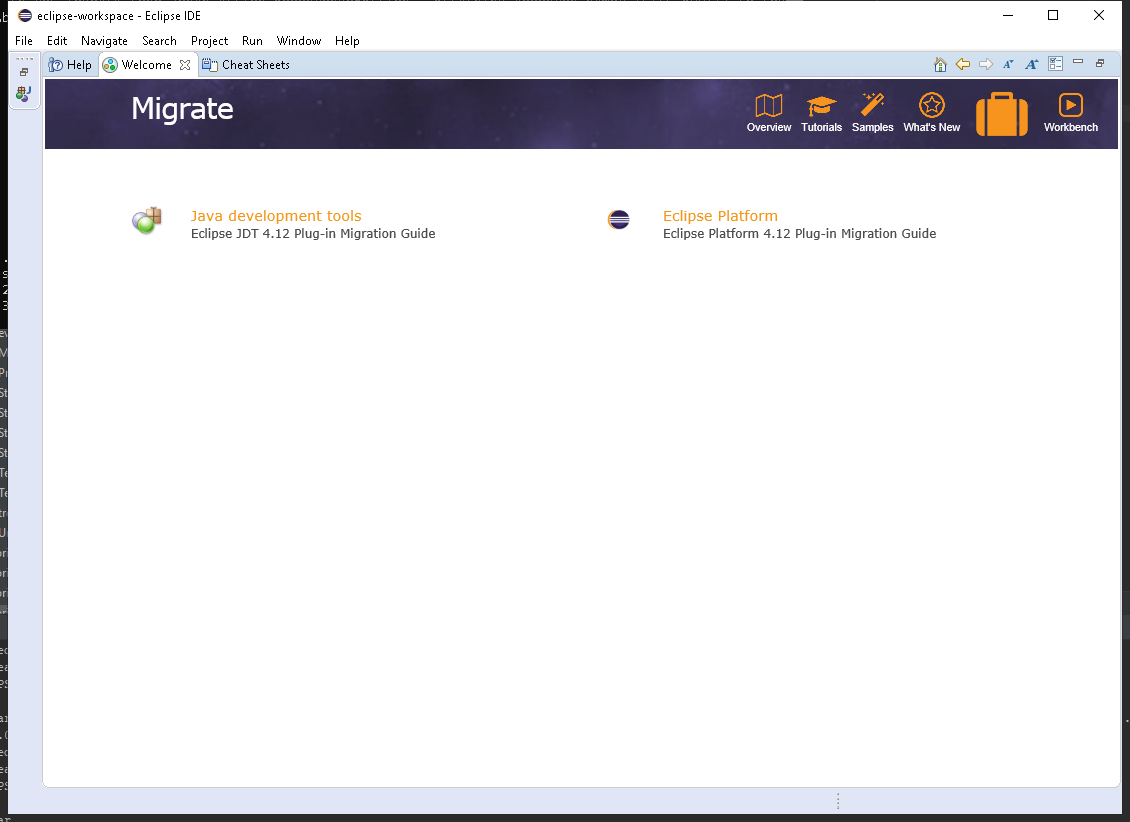 eclipse-workspace - Eclipse IDE
File Edit Navigate Search Project Run Window Help
Help Welcome Cheat Sheets
Migrate
Overview Tutorials Samples What's New Workbench
Java development tools
Eclipse JDT 4.12 Plug-in Migration Guide
Eclipse Platform
Eclipse Platform 4.12 Plug-in Migration Guide